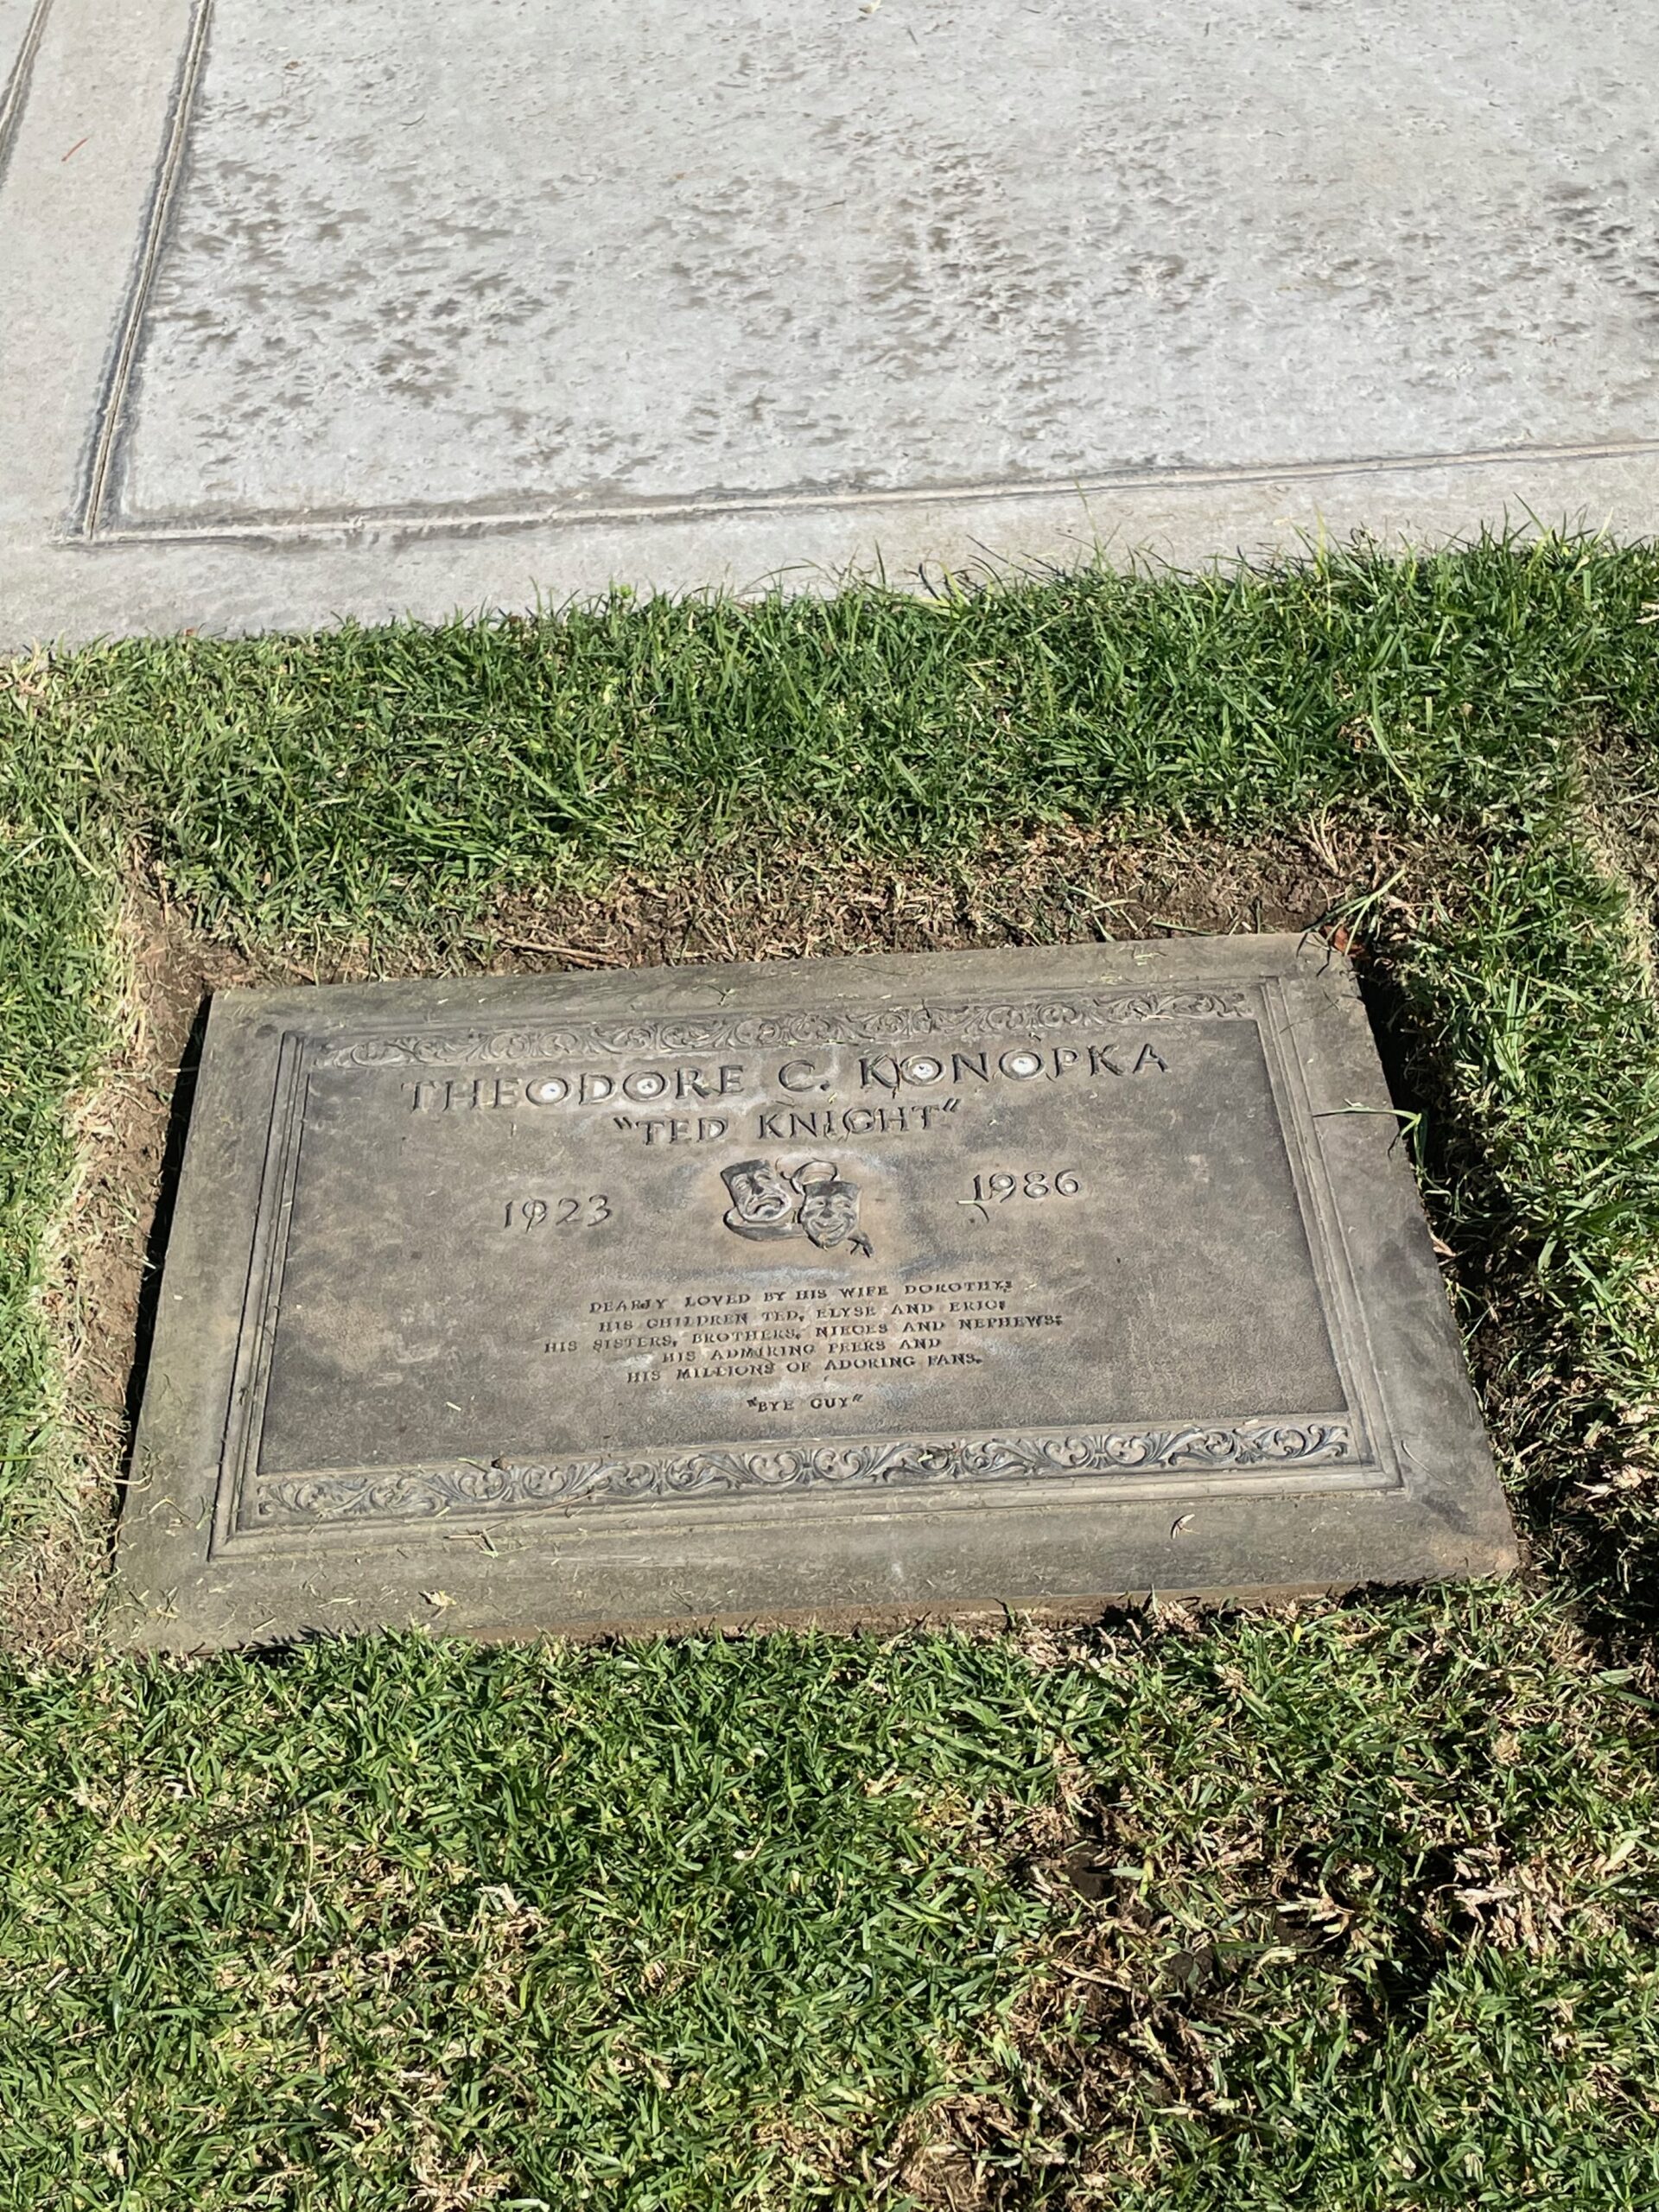 THEODORE C. KONOPKA
"TED KNIGHT"
1923 1986
DEARLY LOVED BY HIS WIFE DOROTHY;
HIS CHILDREN TED, ELYSE AND ERIC;
HIS SISTERS, BROTHERS, NIECES AND NEPHEWS;
HIS ADMIRING PEERS AND
HIS MILLIONS OF ADORING FANS.
"BYE GUY"